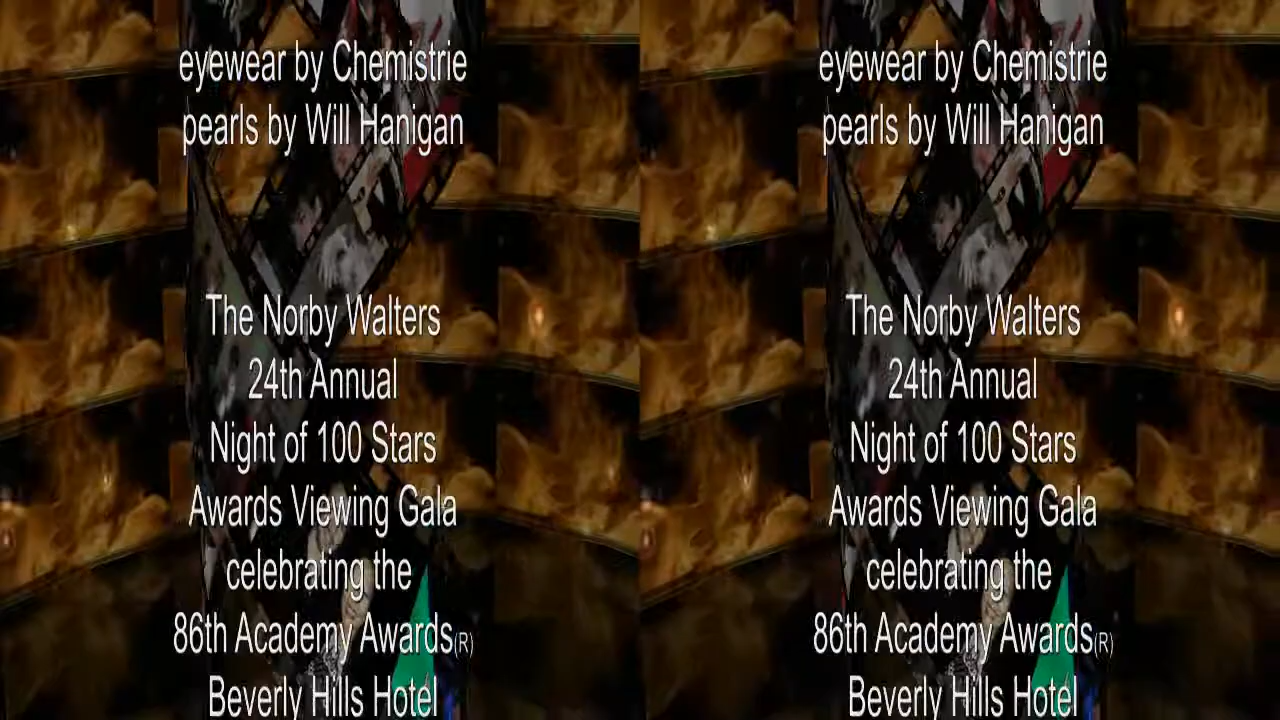 eyewear by Chemistrie
pearls by Will Hanigan
The Norby Walters
24th Annual
Night of 100 Stars
Awards Viewing Gala
celebrating the
86th Academy Awards(R)
Beverly Hills Hotel
eyewear by Chemistrie
pearls by Will Hanigan
The Norby Walters
24th Annual
Night of 100 Stars
Awards Viewing Gala
celebrating the
86th Academy Awards(R)
Beverly Hills Hotel